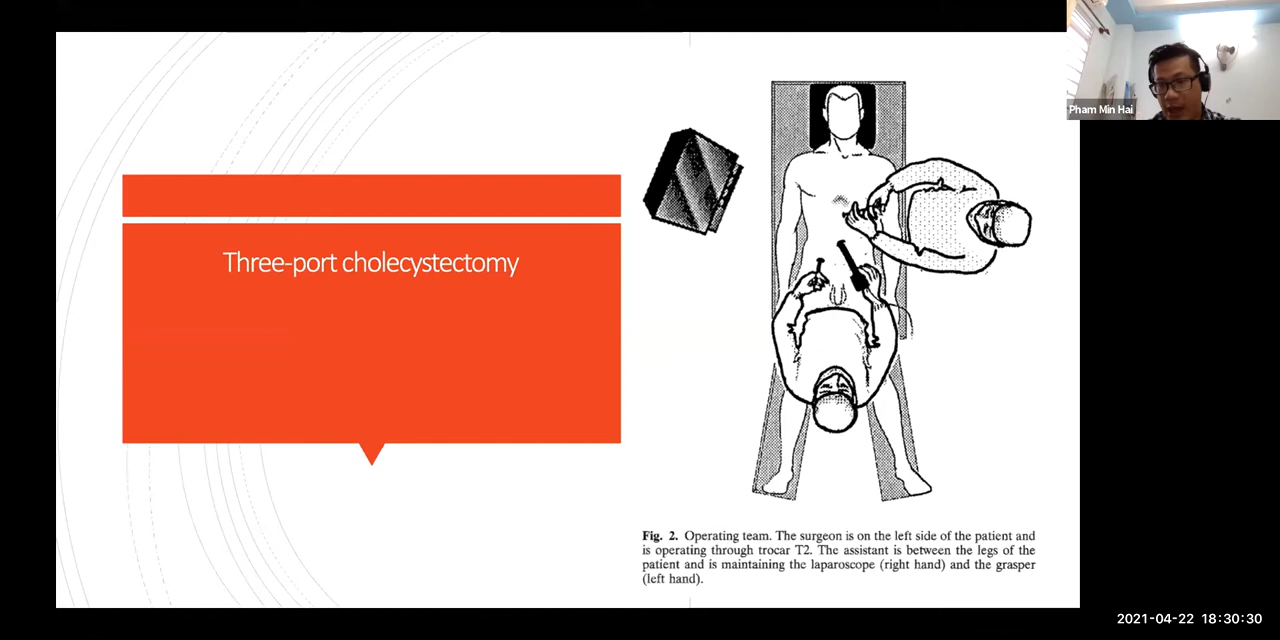 Pham Min Hai
Three-port cholecystectomy
Fig. 2. Operating team. The surgeon is on the left side of the patient and
is operating through trocar T2. The assistant is between the legs of the
patient and is maintaining the laparoscope (right hand) and the grasper
(left hand).
2021-04-22 18:30:30